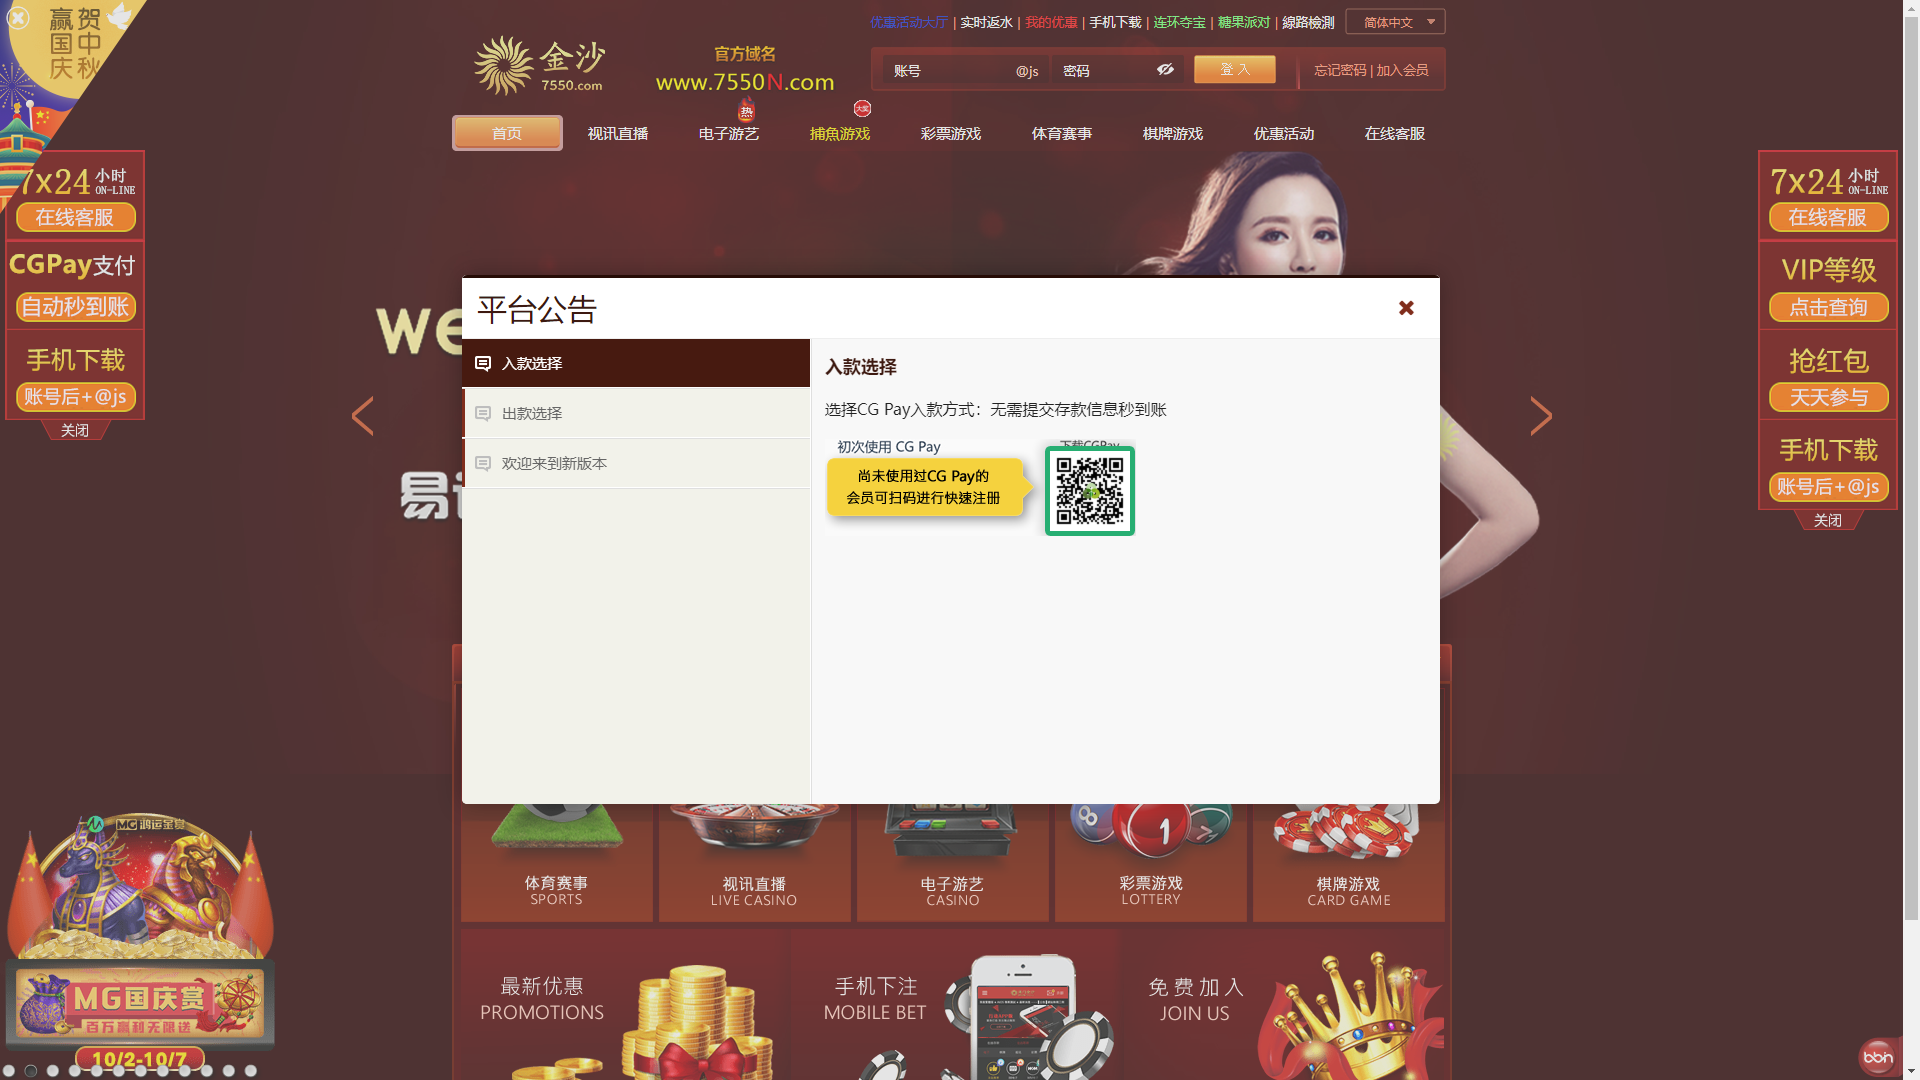 贺中秋
赢国庆
优惠活动大厅 | 实时返水 | 我的优惠 | 手机下载 | 连环夺宝 | 糖果派对 | 線路檢測
简体中文
金沙
7550.com
官方域名
www.7550N.com
账号 @js 密码 登入 忘记密码 | 加入会员
热
大奖
首页 视讯直播 电子游艺 捕魚游戏 彩票游戏 体育赛事 棋牌游戏 优惠活动 在线客服
7x24 小时
ON-LINE
在线客服
CGPay支付
自动秒到账
手机下载
账号后+@js
关闭
7x24 小时
ON-LINE
在线客服
VIP等级
点击查询
抢红包
天天参与
手机下载
账号后+@js
关闭
we
平台公告
入款选择
出款选择
欢迎来到新版本
入款选择
选择CG Pay入款方式：无需提交存款信息秒到账
初次使用 CG Pay
下载CGPay
尚未使用过CG Pay的
会员可扫码进行快速注册
体育赛事
SPORTS
视讯直播
LIVE CASINO
电子游艺
CASINO
8
1
彩票游戏
LOTTERY
棋牌游戏
CARD GAME
最新优惠
PROMOTIONS
手机下注
MOBILE BET
免费加入
JOIN US
MG 鸿运金赏
MG国庆赏
百万赢利无限送
10/2-10/7
bbin